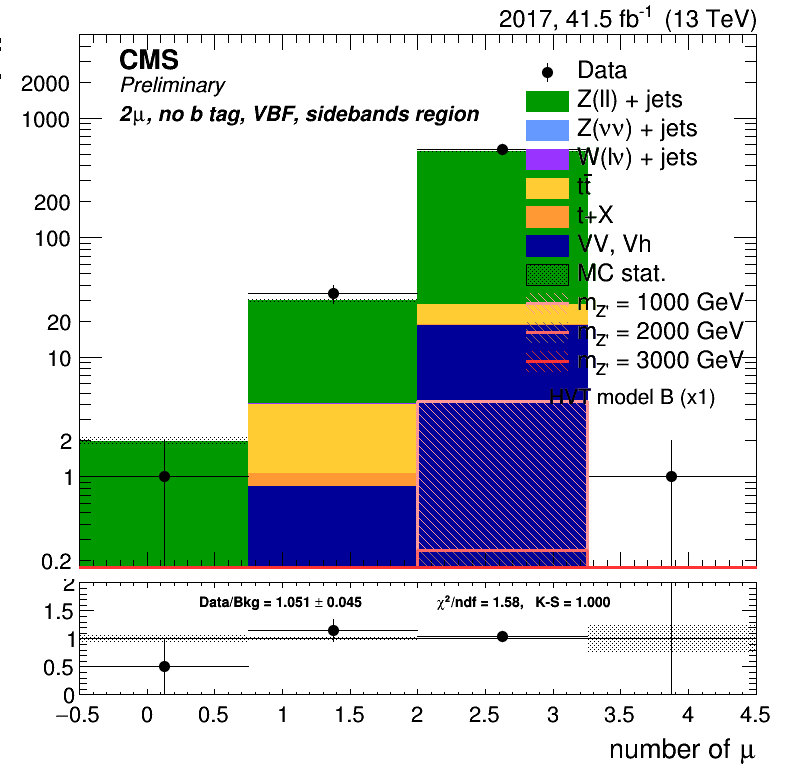 2017, 41.5 fb⁻¹ (13 TeV)
CMS
Preliminary
2μ, no b tag, VBF, sidebands region
Data
Z(ll) + jets
Z(νν) + jets
W(lν) + jets
tt̄
t+X
VV, Vh
MC stat.
m_Z' = 1000 GeV
m_Z' = 2000 GeV
m_Z' = 3000 GeV
HVT model B (x1)
2000
1000
200
100
20
10
2
1
0.2
Data/Bkg = 1.051 ± 0.045 χ²/ndf = 1.58, K-S = 1.000
2
1.5
1
0.5
0
−0.5 0 0.5 1 1.5 2 2.5 3 3.5 4 4.5
number of μ